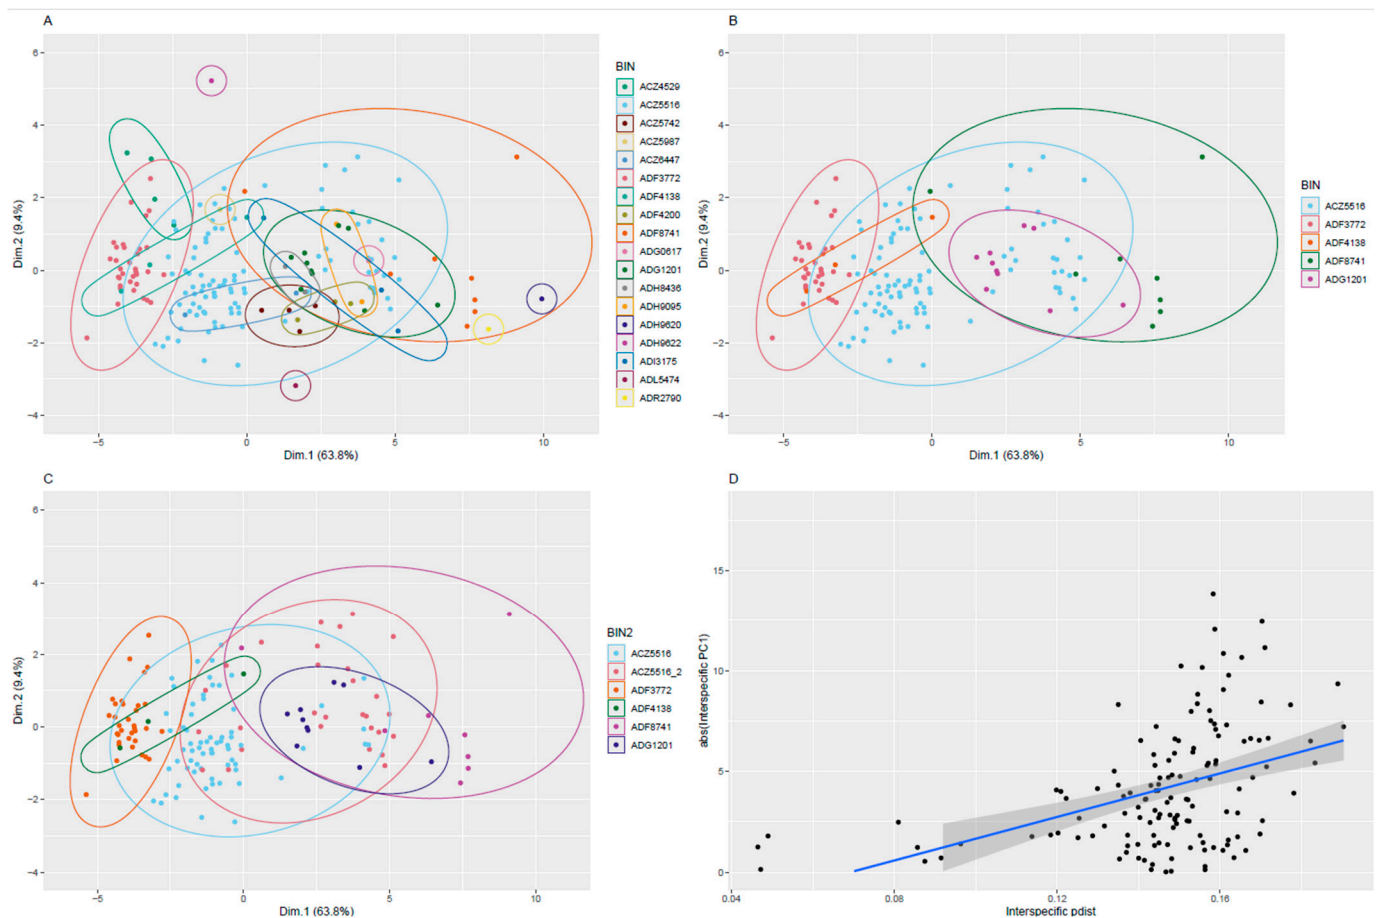 A
Dim.2 (9.4%)
6
4
2
0
−2
−4
−5
0
5
10
Dim.1 (63.8%)
BIN
ACZ4529
ACZ5516
ACZ5742
ACZ5987
ACZ6447
ADF3772
ADF4138
ADF4200
ADF8741
ADG0617
ADG1201
ADH8436
ADH9095
ADH9620
ADH9622
ADI3175
ADL5474
ADR2790
B
Dim.2 (9.4%)
6
4
2
0
−2
−4
−5
0
5
10
Dim.1 (63.8%)
BIN
ACZ5516
ADF3772
ADF4138
ADF8741
ADG1201
C
Dim.2 (9.4%)
6
4
2
0
−2
−4
−5
0
5
10
Dim.1 (63.8%)
BIN2
ACZ5516
ACZ5516_2
ADF3772
ADF4138
ADF8741
ADG1201
D
abs(Interspecific PC1)
15
10
5
0
0.04
0.08
0.12
0.16
Interspecific pdist